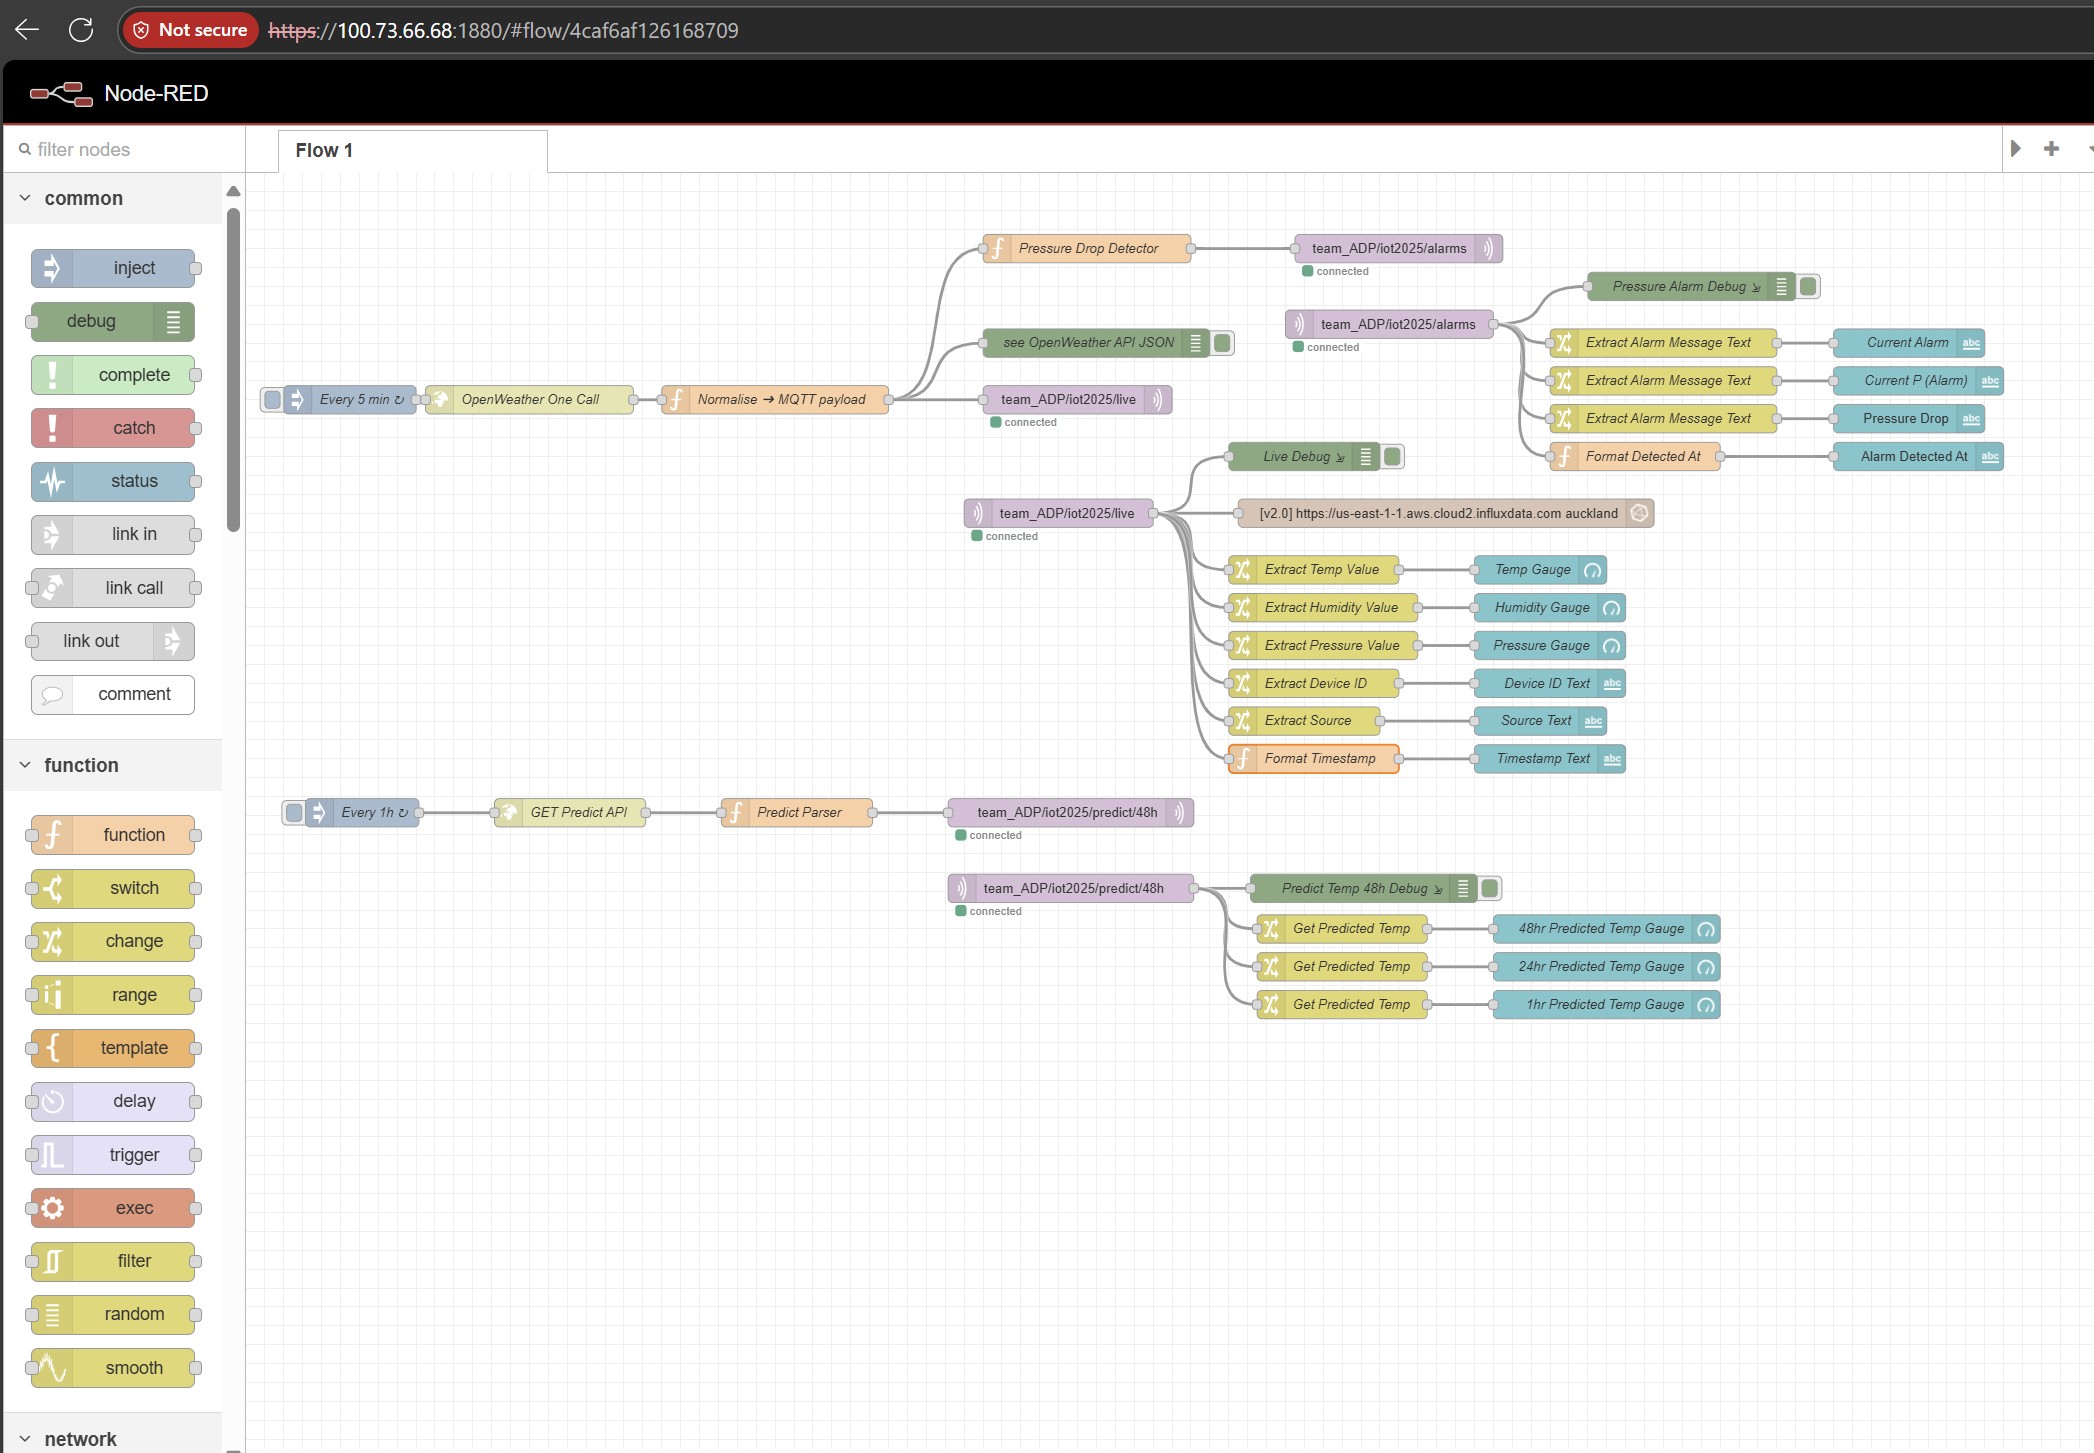 Not secure https://100.73.66.68:1880/#flow/4caf6af126168709
Node-RED
filter nodes
Flow 1
common
inject
debug
complete
catch
status
link in
link call
link out
comment
function
function
switch
change
range
template
delay
trigger
exec
filter
random
smooth
network
Pressure Drop Detector
team_ADP/iot2025/alarms
connected
Pressure Alarm Debug
team_ADP/iot2025/alarms
connected
see OpenWeather API JSON
Extract Alarm Message Text
Current Alarm
abc
Extract Alarm Message Text
Current P (Alarm)
abc
Every 5 min ↻
OpenWeather One Call
Normalise ➔ MQTT payload
team_ADP/iot2025/live
connected
Extract Alarm Message Text
Pressure Drop
abc
Format Detected At
Alarm Detected At
abc
Live Debug
team_ADP/iot2025/live
connected
[v2.0] https://us-east-1-1.aws.cloud2.influxdata.com auckland
Extract Temp Value
Temp Gauge
Extract Humidity Value
Humidity Gauge
Extract Pressure Value
Pressure Gauge
Extract Device ID
Device ID Text
abc
Extract Source
Source Text
abc
Format Timestamp
Timestamp Text
abc
Every 1h ↻
GET Predict API
Predict Parser
team_ADP/iot2025/predict/48h
connected
team_ADP/iot2025/predict/48h
connected
Predict Temp 48h Debug
Get Predicted Temp
48hr Predicted Temp Gauge
Get Predicted Temp
24hr Predicted Temp Gauge
Get Predicted Temp
1hr Predicted Temp Gauge